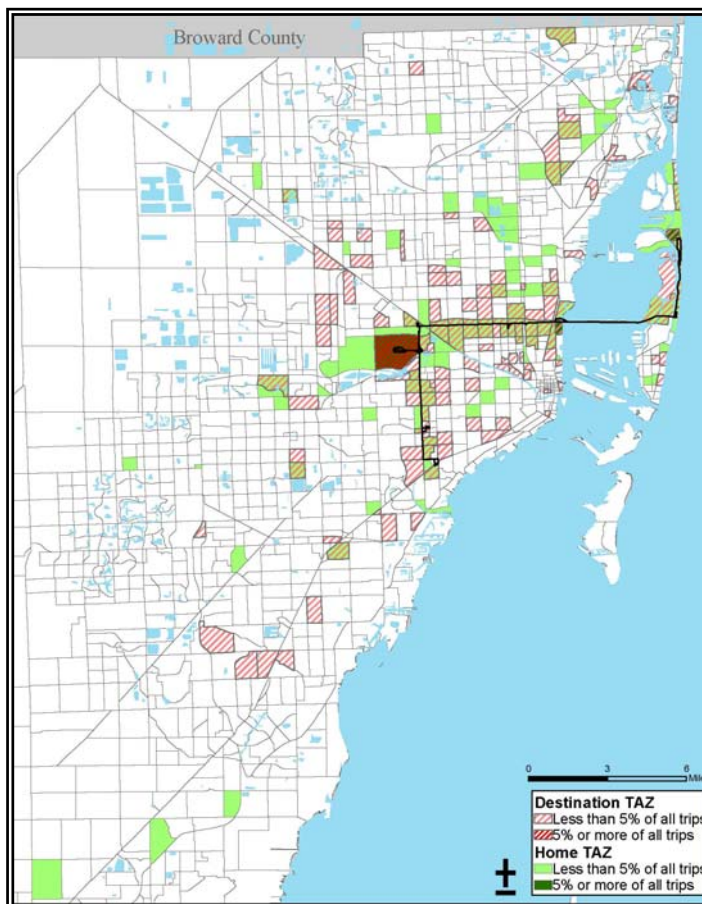 Broward County
0 3 6
Mil
Destination TAZ
Less than 5% of all trips
5% or more of all trips
Home TAZ
Less than 5% of all trips
5% or more of all trips